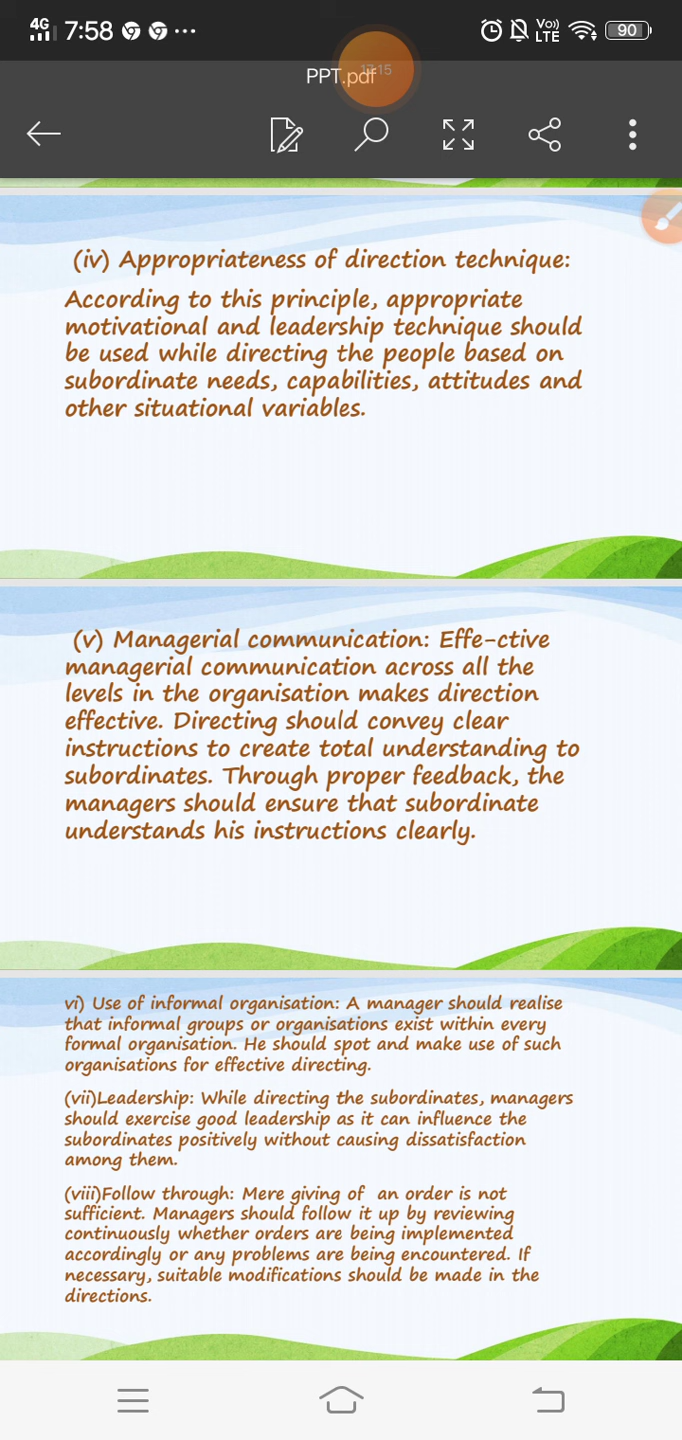 4G 7:58 Vo) LTE 90
PPT.pdf
(iv) Appropriateness of direction technique:
According to this principle, appropriate
motivational and leadership technique should
be used while directing the people based on
subordinate needs, capabilities, attitudes and
other situational variables.
(v) Managerial communication: Effe-ctive
managerial communication across all the
levels in the organisation makes direction
effective. Directing should convey clear
instructions to create total understanding to
subordinates. Through proper feedback, the
managers should ensure that subordinate
understands his instructions clearly.
vi) Use of informal organisation: A manager should realise
that informal groups or organisations exist within every
formal organisation. He should spot and make use of such
organisations for effective directing.
(vii)Leadership: While directing the subordinates, managers
should exercise good leadership as it can influence the
subordinates positively without causing dissatisfaction
among them.
(viii)Follow through: Mere giving of an order is not
sufficient. Managers should follow it up by reviewing
continuously whether orders are being implemented
accordingly or any problems are being encountered. If
necessary, suitable modifications should be made in the
directions.